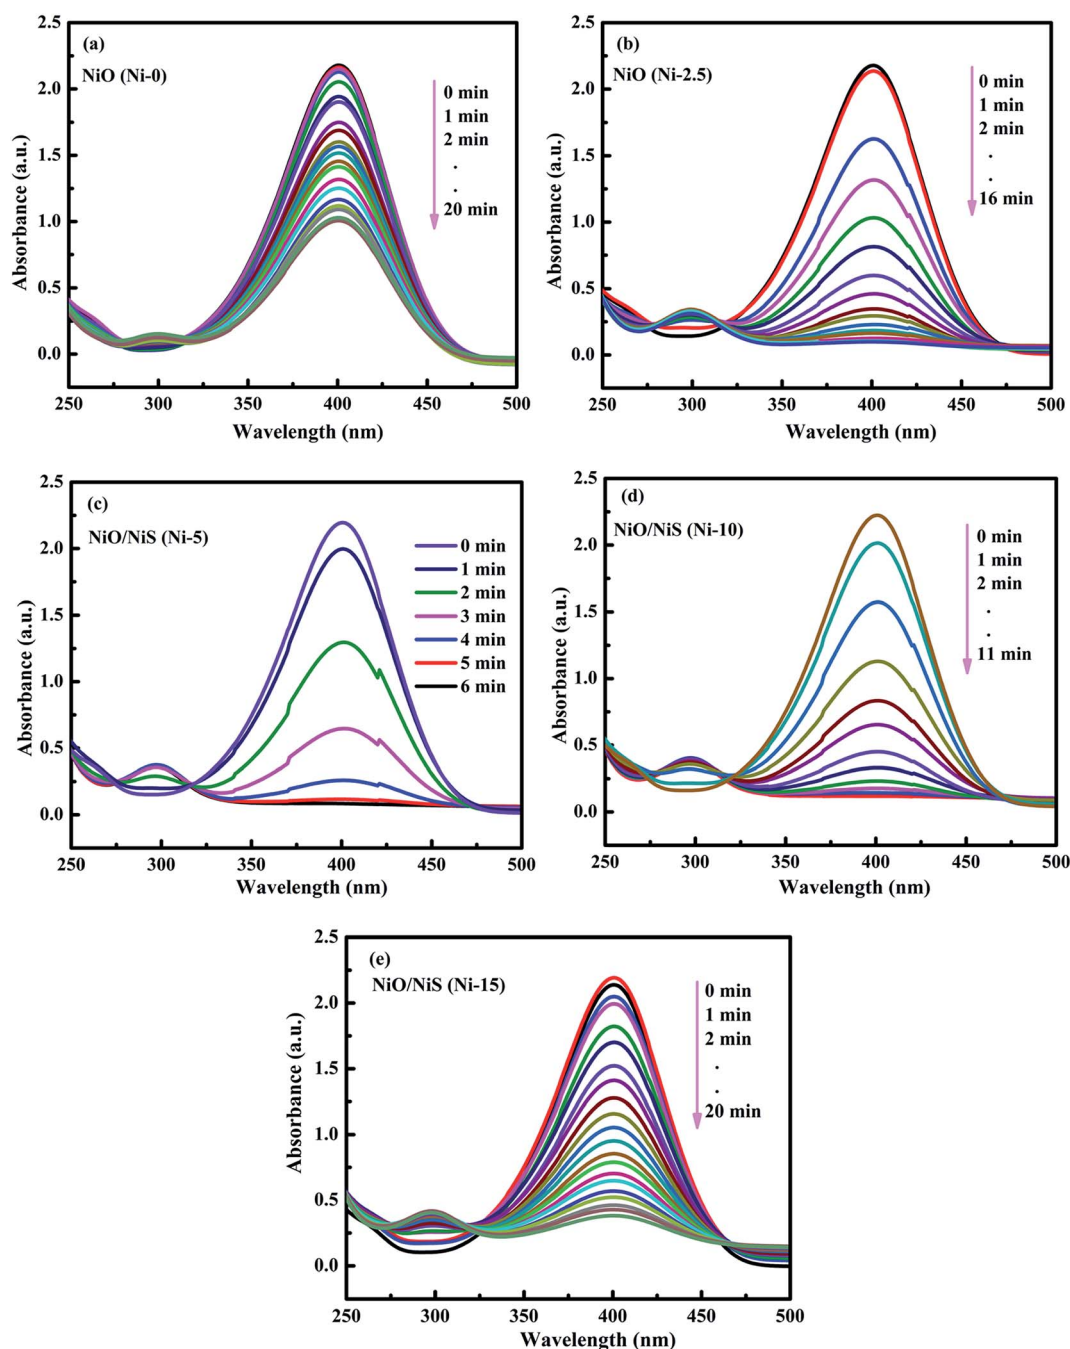 (a)
NiO (Ni-0)
0 min
1 min
2 min
.
.
20 min
2.5
2.0
1.5
1.0
0.5
0.0
Absorbance (a.u.)
250 300 350 400 450 500
Wavelength (nm)
(b)
NiO (Ni-2.5)
0 min
1 min
2 min
.
.
16 min
2.5
2.0
1.5
1.0
0.5
0.0
Absorbance (a.u.)
250 300 350 400 450 500
Wavelength (nm)
(c)
NiO/NiS (Ni-5)
0 min
1 min
2 min
3 min
4 min
5 min
6 min
2.5
2.0
1.5
1.0
0.5
0.0
Absorbance (a.u.)
250 300 350 400 450 500
Wavelength (nm)
(d)
NiO/NiS (Ni-10)
0 min
1 min
2 min
.
.
11 min
2.5
2.0
1.5
1.0
0.5
0.0
Absorbance (a.u.)
250 300 350 400 450 500
Wavelength (nm)
(e)
NiO/NiS (Ni-15)
0 min
1 min
2 min
.
.
20 min
2.5
2.0
1.5
1.0
0.5
0.0
Absorbance (a.u.)
250 300 350 400 450 500
Wavelength (nm)